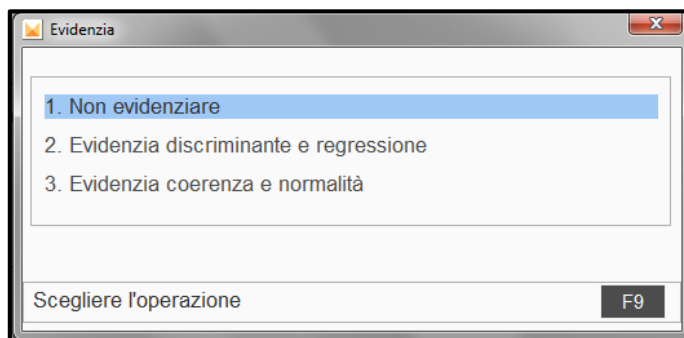 Evidenzia
1. Non evidenziare
2. Evidenzia discriminante e regressione
3. Evidenzia coerenza e normalità
Scegliere l'operazione
F9